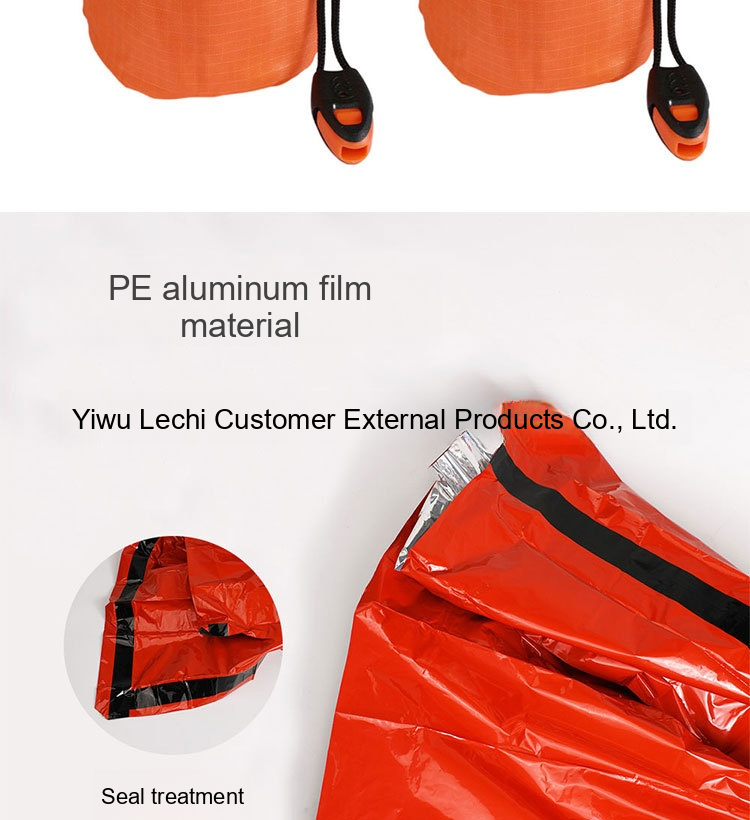 PE aluminum film
material
Yiwu Lechi Customer External Products Co., Ltd.
Seal treatment